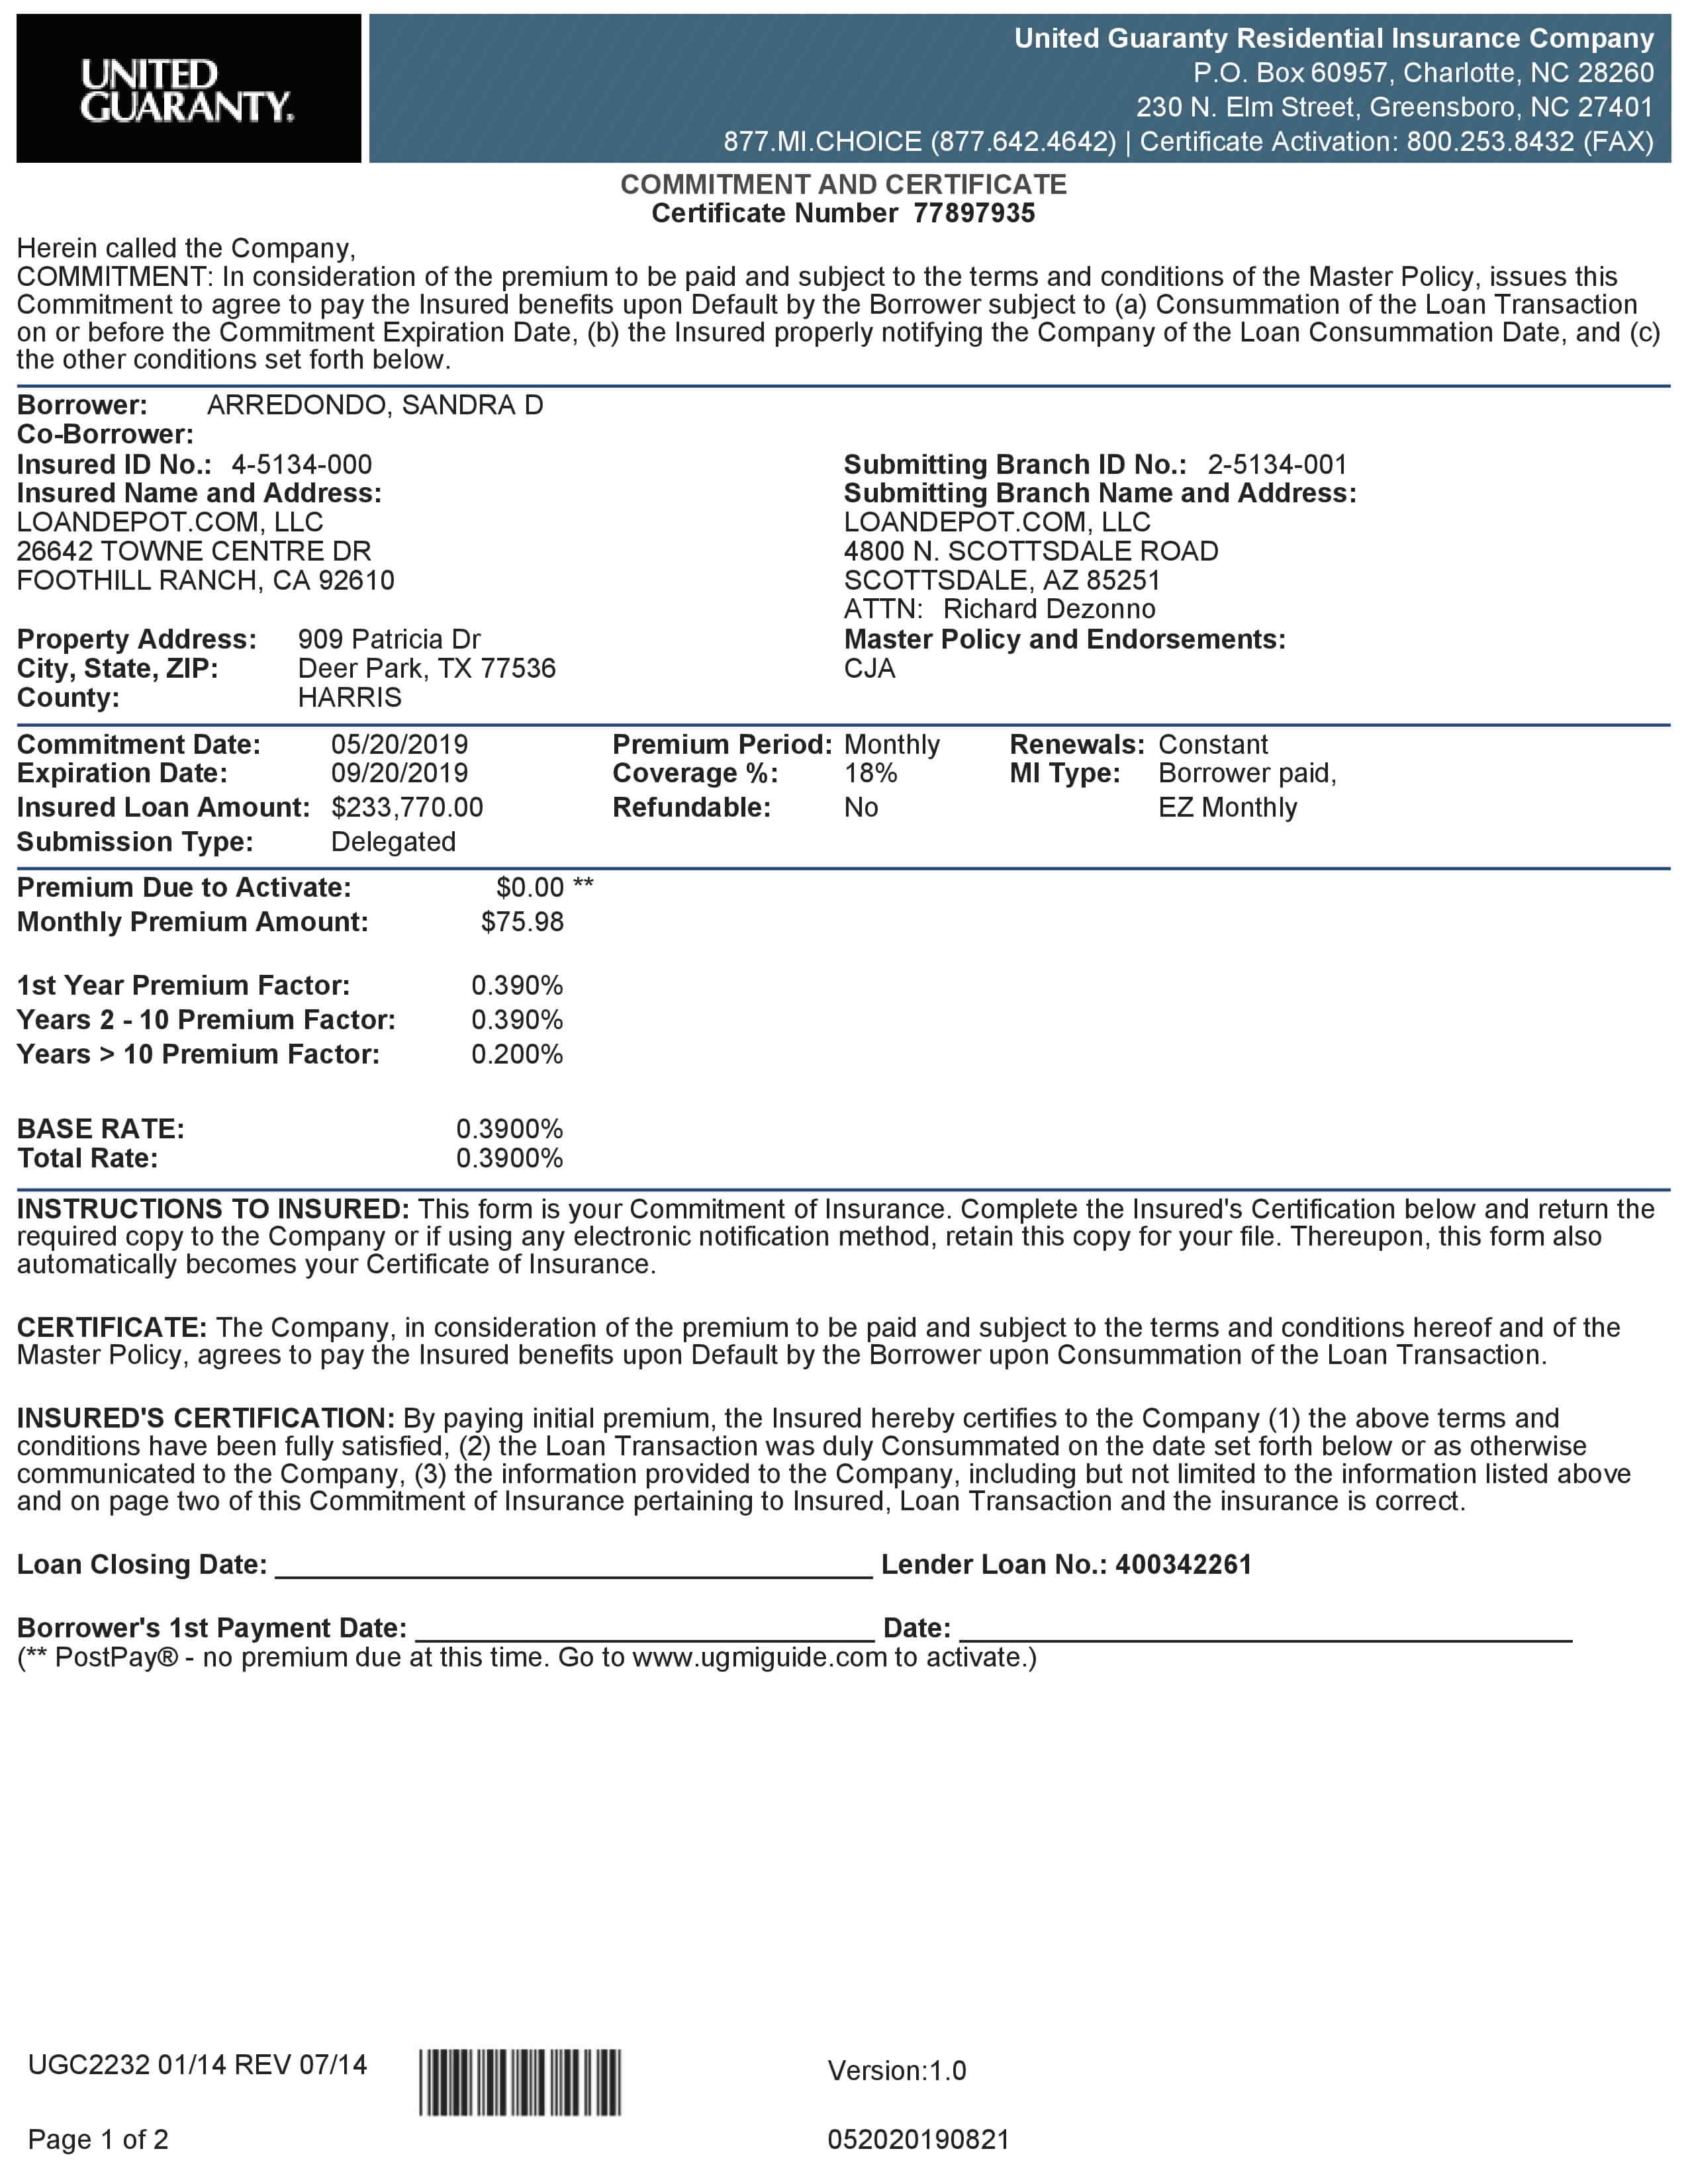 UNITED
GUARANTY.
United Guaranty Residential Insurance Company
P.O. Box 60957, Charlotte, NC 28260
230 N. Elm Street, Greensboro, NC 27401
877.MI.CHOICE (877.642.4642) | Certificate Activation: 800.253.8432 (FAX)
COMMITMENT AND CERTIFICATE
Certificate Number 77897935
Herein called the Company,
COMMITMENT: In consideration of the premium to be paid and subject to the terms and conditions of the Master Policy, issues this
Commitment to agree to pay the Insured benefits upon Default by the Borrower subject to (a) Consummation of the Loan Transaction
on or before the Commitment Expiration Date, (b) the Insured properly notifying the Company of the Loan Consummation Date, and (c)
the other conditions set forth below.
Borrower: ARREDONDO, SANDRA D
Co-Borrower:
Insured ID No.: 4-5134-000 Submitting Branch ID No.: 2-5134-001
Insured Name and Address: Submitting Branch Name and Address:
LOANDEPOT.COM, LLC LOANDEPOT.COM, LLC
26642 TOWNE CENTRE DR 4800 N. SCOTTSDALE ROAD
FOOTHILL RANCH, CA 92610 SCOTTSDALE, AZ 85251
ATTN: Richard Dezonno
Property Address: 909 Patricia Dr Master Policy and Endorsements:
City, State, ZIP: Deer Park, TX 77536 CJA
County: HARRIS
Commitment Date: 05/20/2019 Premium Period: Monthly Renewals: Constant
Expiration Date: 09/20/2019 Coverage %: 18% MI Type: Borrower paid,
Insured Loan Amount: $233,770.00 Refundable: No EZ Monthly
Submission Type: Delegated
Premium Due to Activate: $0.00 **
Monthly Premium Amount: $75.98
1st Year Premium Factor: 0.390%
Years 2 - 10 Premium Factor: 0.390%
Years > 10 Premium Factor: 0.200%
BASE RATE: 0.3900%
Total Rate: 0.3900%
INSTRUCTIONS TO INSURED: This form is your Commitment of Insurance. Complete the Insured's Certification below and return the
required copy to the Company or if using any electronic notification method, retain this copy for your file. Thereupon, this form also
automatically becomes your Certificate of Insurance.
CERTIFICATE: The Company, in consideration of the premium to be paid and subject to the terms and conditions hereof and of the
Master Policy, agrees to pay the Insured benefits upon Default by the Borrower upon Consummation of the Loan Transaction.
INSURED'S CERTIFICATION: By paying initial premium, the Insured hereby certifies to the Company (1) the above terms and
conditions have been fully satisfied, (2) the Loan Transaction was duly Consummated on the date set forth below or as otherwise
communicated to the Company, (3) the information provided to the Company, including but not limited to the information listed above
and on page two of this Commitment of Insurance pertaining to Insured, Loan Transaction and the insurance is correct.
Loan Closing Date: Lender Loan No.: 400342261
Borrower's 1st Payment Date: Date:
(** PostPay® - no premium due at this time. Go to www.ugmiguide.com to activate.)
UGC2232 01/14 REV 07/14 Version:1.0
Page 1 of 2 052020190821